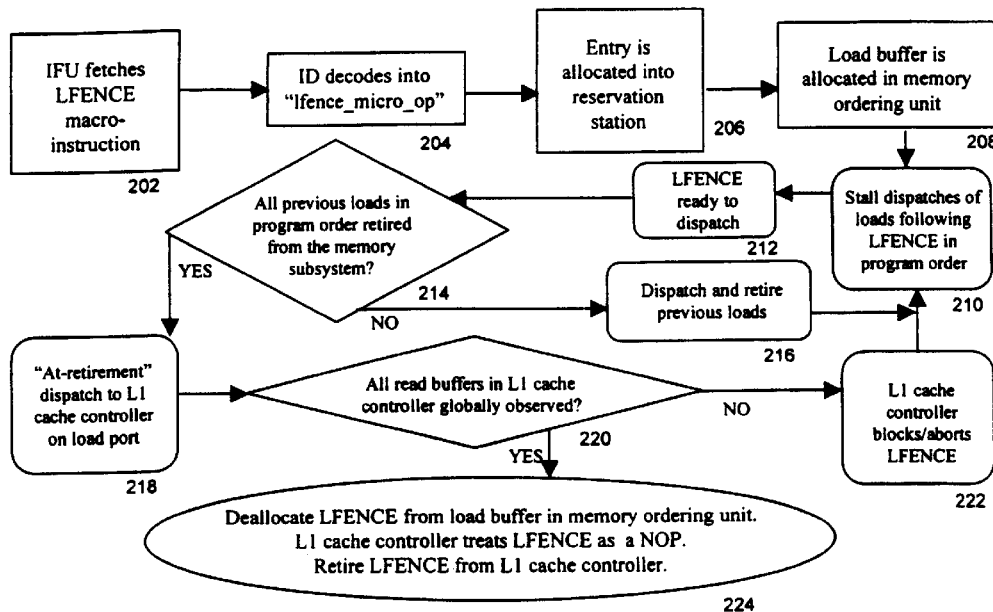 IFU fetches
LFENCE
macro-
instruction
202
ID decodes into
“lfence_micro_op”
204
Entry is
allocated into
reservation
station
206
Load buffer is
allocated in memory
ordering unit
208
Stall dispatches of
loads following
LFENCE in
program order
210
LFENCE
ready to
dispatch
212
All previous loads in
program order retired
from the memory
subsystem?
214
YES
NO
Dispatch and retire
previous loads
216
“At-retirement”
dispatch to L1
cache controller
on load port
218
All read buffers in L1 cache
controller globally observed?
220
NO
YES
L1 cache
controller
blocks/aborts
LFENCE
222
Deallocate LFENCE from load buffer in memory ordering unit.
L1 cache controller treats LFENCE as a NOP.
Retire LFENCE from L1 cache controller.
224